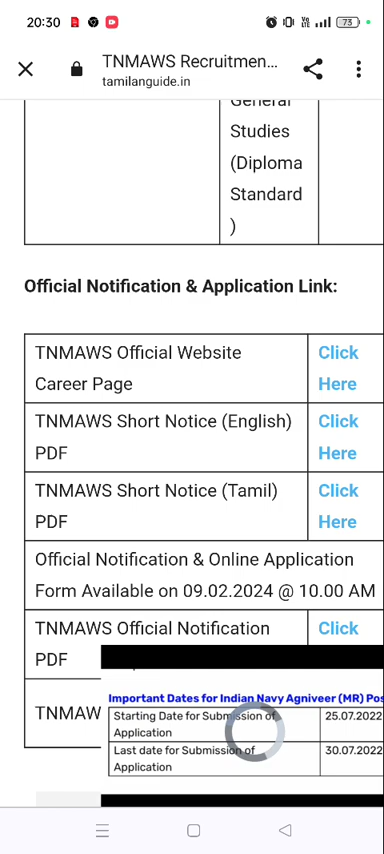 20:30
73
TNMAWS Recruitmen...
tamilanguide.in
General
Studies
(Diploma
Standard
)
Official Notification & Application Link:
TNMAWS Official Website
Career Page
Click
Here
TNMAWS Short Notice (English)
PDF
Click
Here
TNMAWS Short Notice (Tamil)
PDF
Click
Here
Official Notification & Online Application
Form Available on 09.02.2024 @ 10.00 AM
TNMAWS Official Notification
PDF
Click
TNMAW
Important Dates for Indian Navy Agniveer (MR) Pos
Starting Date for Submission of
Application
25.07.2022
Last date for Submission of
Application
30.07.2022